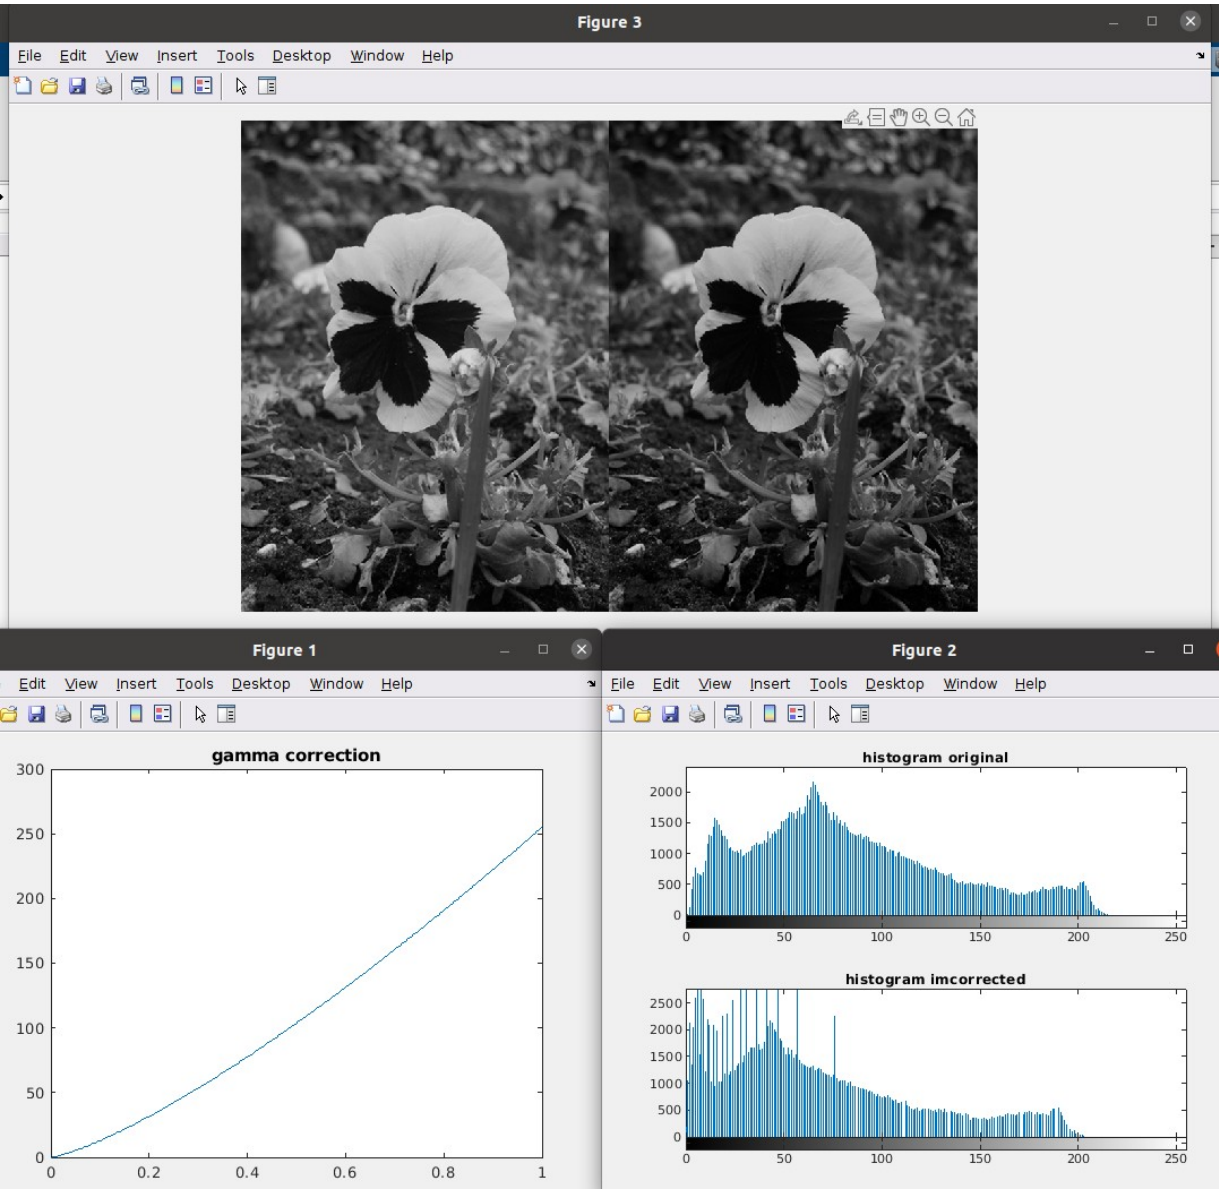 Figure 3
File Edit View Insert Tools Desktop Window Help
Figure 1
Edit View Insert Tools Desktop Window Help
gamma correction
300
250
200
150
100
50
0
0 0.2 0.4 0.6 0.8 1
Figure 2
File Edit View Insert Tools Desktop Window Help
histogram original
2000
1500
1000
500
0
0 50 100 150 200 250
histogram imcorrected
2500
2000
1500
1000
500
0
0 50 100 150 200 250